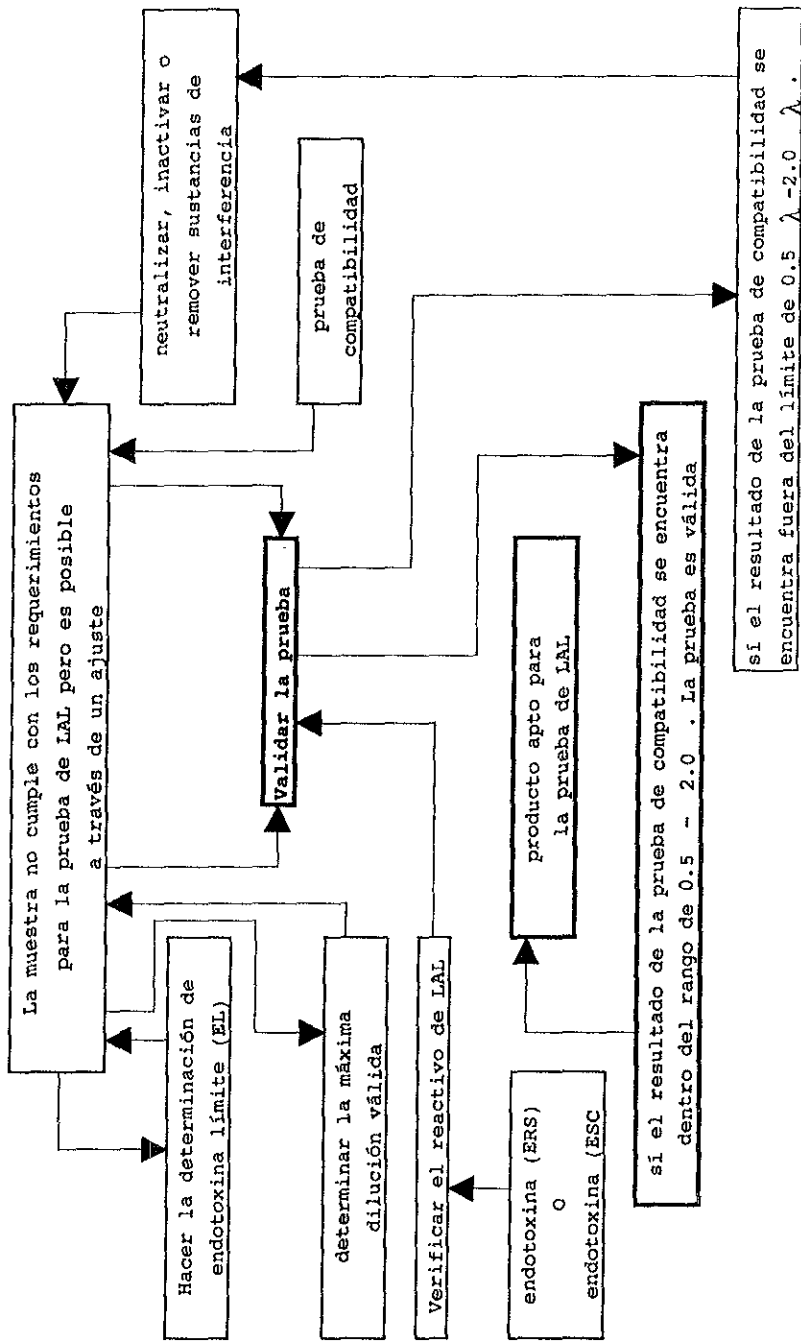 La muestra no cumple con los requerimientos
para la prueba de LAL pero es posible
a través de un ajuste
Hacer la determinación de
endotoxina límite (EL)
neutralizar, inactivar o
remover sustancias de
interferencia
determinar la máxima
dilución válida
prueba de
compatibilidad
Validar la prueba
Verificar el reactivo de LAL
endotoxina (ERS)
o
endotoxina (ESC
producto apto para
la prueba de LAL
sí el resultado de la prueba de compatibilidad se encuentra
dentro del rango de 0.5 - 2.0 . La prueba es válida
sí el resultado de la prueba de compatibilidad se
encuentra fuera del límite de 0.5 λ -2.0 λ .